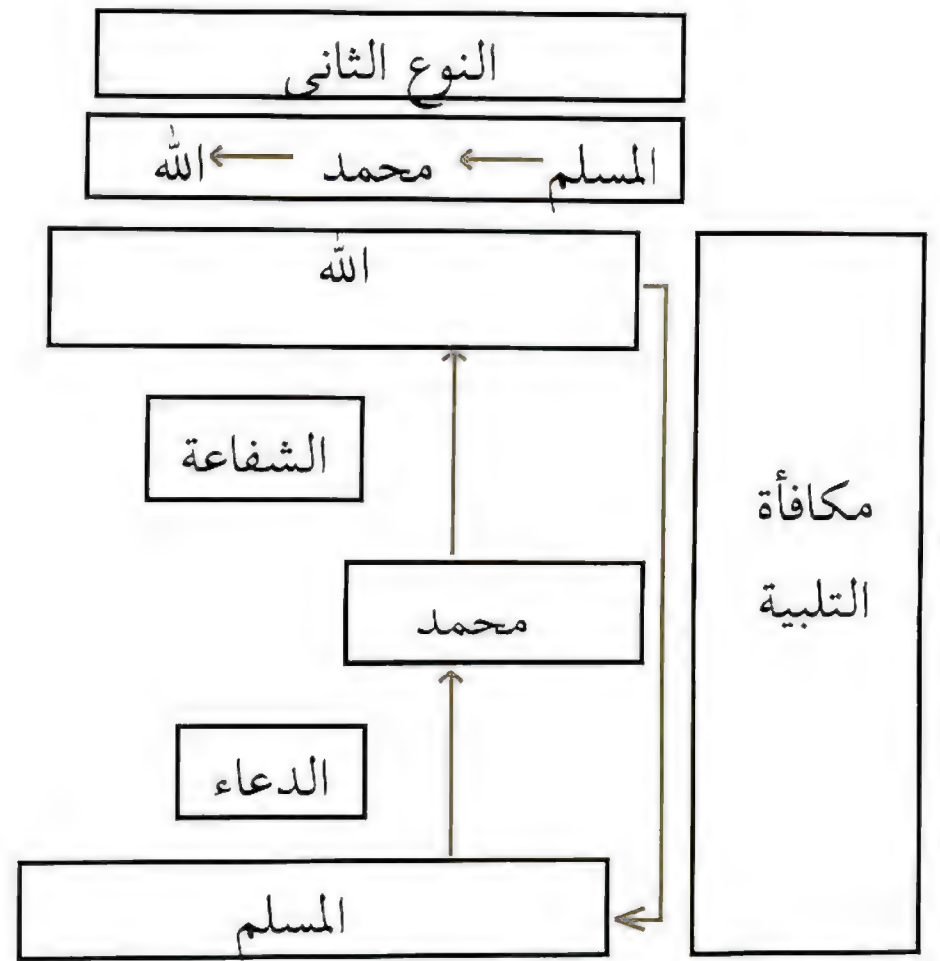 النوع الثاني
المسلم ← محمد ← الله
الله
الشفاعة
مكافأة
التلبية
محمد
الدعاء
المسلم